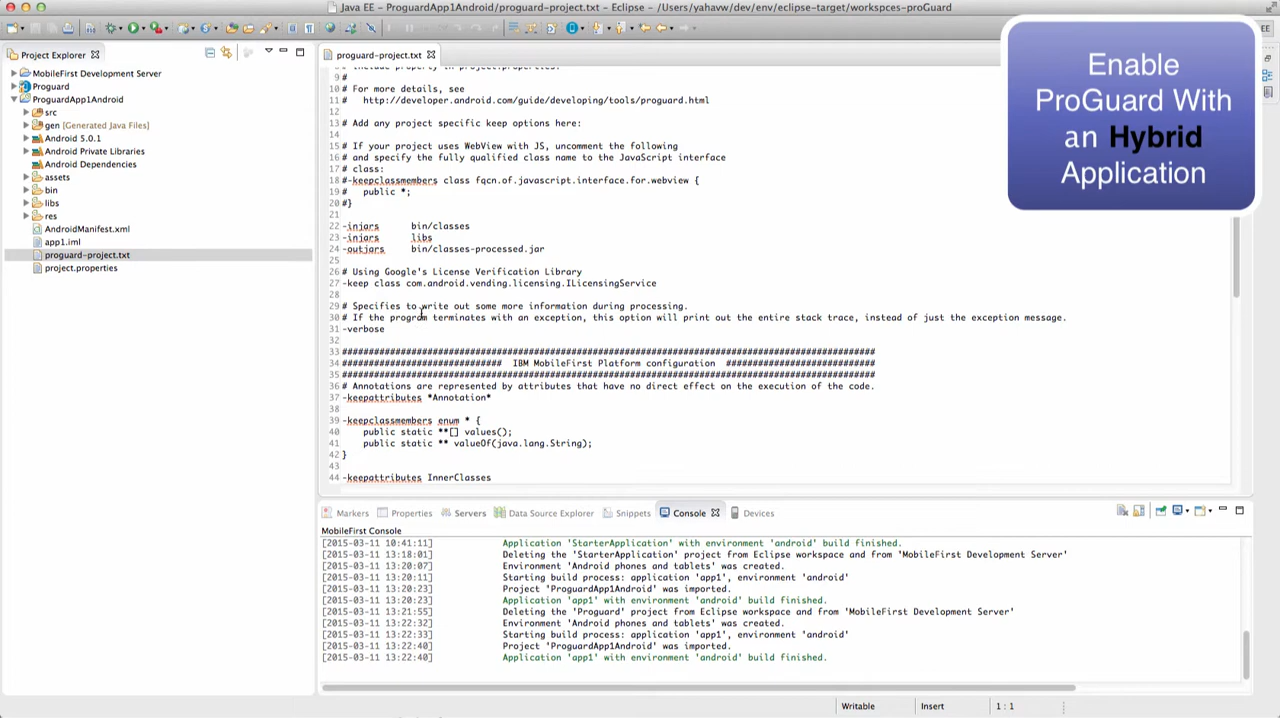 Java EE - ProguardApp1Android/proguard-project.txt - Eclipse - /Users/yahavw/dev/env/eclipse-target/workspces-proGuard
Project Explorer
MobileFirst Development Server
Proguard
ProguardApp1Android
src
gen [Generated Java Files]
Android 5.0.1
Android Private Libraries
Android Dependencies
assets
bin
libs
res
AndroidManifest.xml
app1.iml
proguard-project.txt
project.properties
proguard-project.txt
9 #
10 # For more details, see
11 #   http://developer.android.com/guide/developing/tools/proguard.html
12
13 # Add any project specific keep options here:
14
15 # If your project uses WebView with JS, uncomment the following
16 # and specify the fully qualified class name to the JavaScript interface
17 # class:
18 #-keepclassmembers class fqcn.of.javascript.interface.for.webview {
19 #   public *;
20 #}
21
22 -injars     bin/classes
23 -injars     libs
24 -outjars    bin/classes-processed.jar
25
26 # Using Google's License Verification Library
27 -keep class com.android.vending.licensing.ILicensingService
28
29 # Specifies to write out some more information during processing.
30 # If the program terminates with an exception, this option will print out the entire stack trace, instead of just the exception message.
31 -verbose
32
33 ####################################################################################################
34 ############################## IBM MobileFirst Platform configuration ############################
35 ####################################################################################################
36 # Annotations are represented by attributes that have no direct effect on the execution of the code.
37 -keepattributes *Annotation*
38
39 -keepclassmembers enum * {
40     public static **[] values();
41     public static ** valueOf(java.lang.String);
42 }
43
44 -keepattributes InnerClasses
Enable
ProGuard With
an Hybrid
Application
EE
Markers Properties Servers Data Source Explorer Snippets Console Devices
MobileFirst Console
[2015-03-11 10:41:11] Application 'StarterApplication' with environment 'android' build finished.
[2015-03-11 13:18:01] Deleting the 'StarterApplication' project from Eclipse workspace and from 'MobileFirst Development Server'
[2015-03-11 13:20:07] Environment 'Android phones and tablets' was created.
[2015-03-11 13:20:11] Starting build process: application 'app1', environment 'android'
[2015-03-11 13:20:23] Project 'ProguardApp1Android' was imported.
[2015-03-11 13:20:23] Application 'app1' with environment 'android' build finished.
[2015-03-11 13:21:55] Deleting the 'Proguard' project from Eclipse workspace and from 'MobileFirst Development Server'
[2015-03-11 13:22:32] Environment 'Android phones and tablets' was created.
[2015-03-11 13:22:33] Starting build process: application 'app1', environment 'android'
[2015-03-11 13:22:40] Project 'ProguardApp1Android' was imported.
[2015-03-11 13:22:40] Application 'app1' with environment 'android' build finished.
Writable Insert 1 : 1